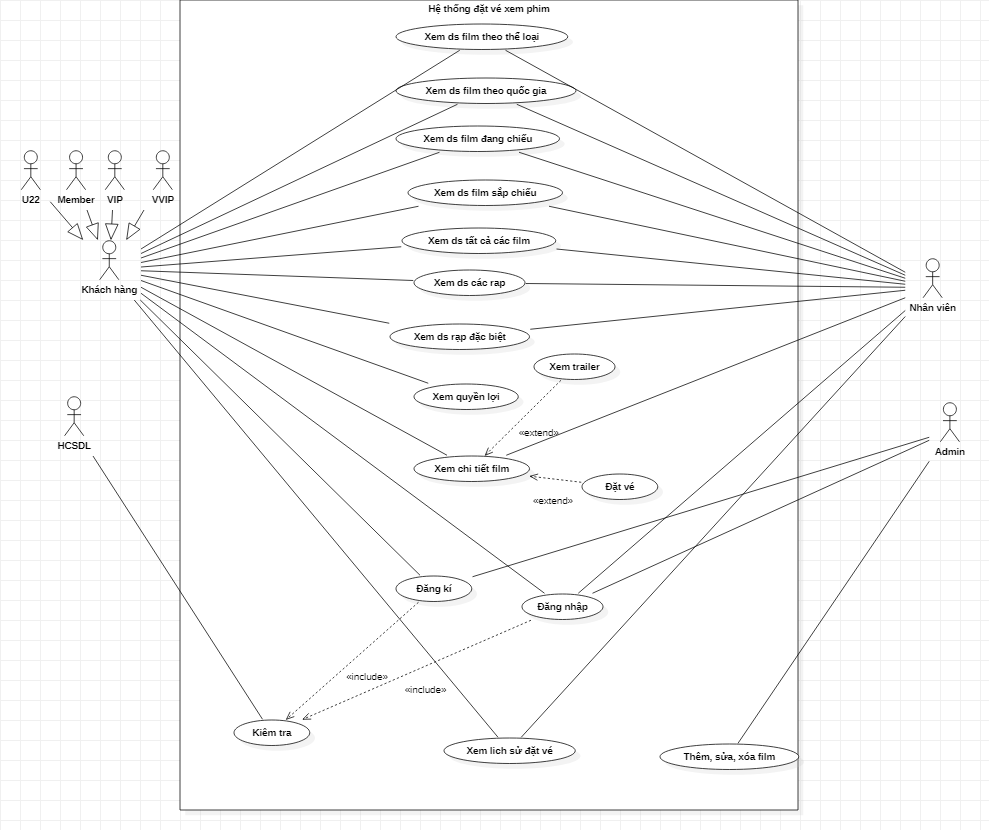 Hệ thống đặt vé xem phim
Xem ds film theo thể loại
Xem ds film theo quốc gia
Xem ds film đang chiếu
U22
Member
VIP
VVIP
Xem ds film sắp chiếu
Xem ds tất cả các film
Khách hàng
Xem ds các rap
Nhân viên
Xem ds rạp đặc biệt
Xem trailer
Xem quyền lợi
«extend»
HCSDL
Admin
Xem chi tiết film
Đặt vé
«extend»
Đăng kí
Đăng nhập
«include»
«include»
Kiêm tra
Xem lich sử đặt vé
Thêm, sửa, xóa film